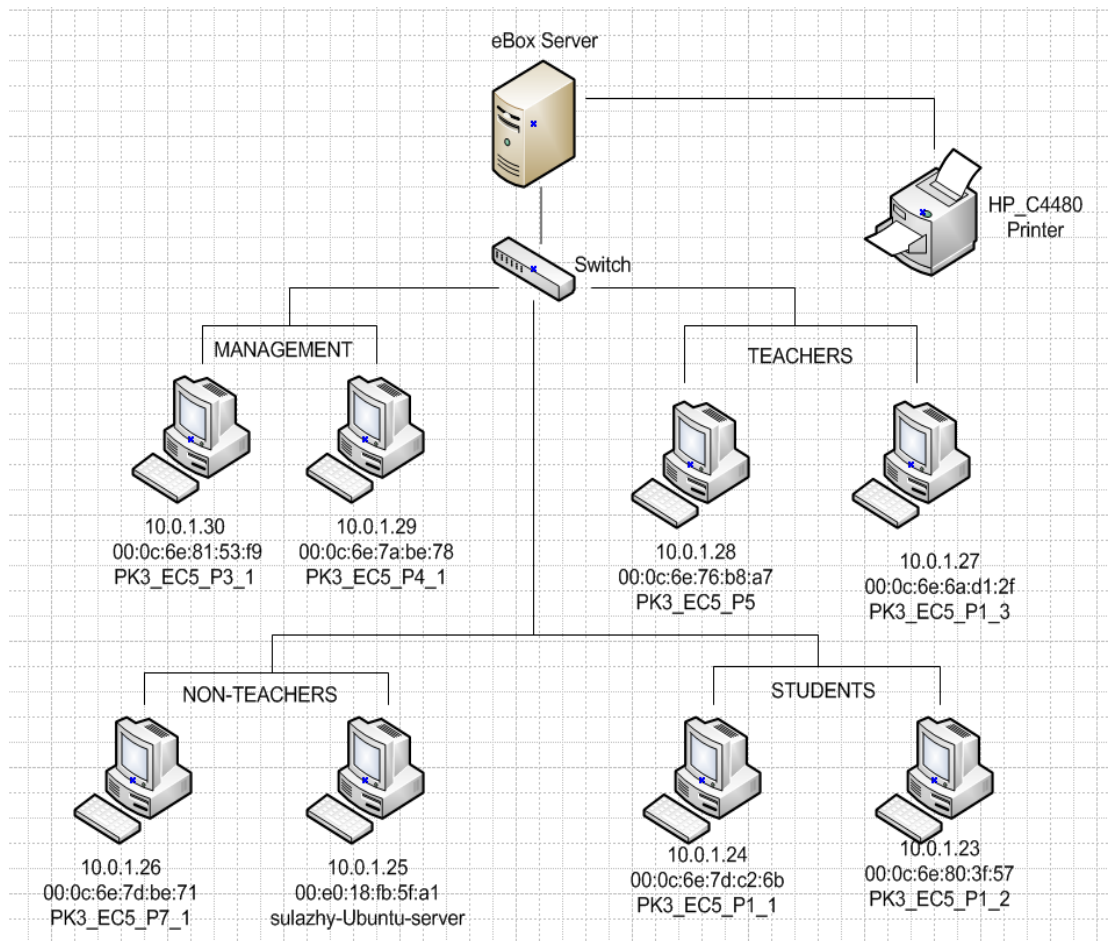 eBox Server
HP_C4480
Printer
Switch
MANAGEMENT
TEACHERS
10.0.1.30
00:0c:6e:81:53:f9
PK3_EC5_P3_1
10.0.1.29
00:0c:6e:7a:be:78
PK3_EC5_P4_1
10.0.1.28
00:0c:6e:76:b8:a7
PK3_EC5_P5
10.0.1.27
00:0c:6e:6a:d1:2f
PK3_EC5_P1_3
NON-TEACHERS
STUDENTS
10.0.1.26
00:0c:6e:7d:be:71
PK3_EC5_P7_1
10.0.1.25
00:e0:18:fb:5f:a1
sulazhy-Ubuntu-server
10.0.1.24
00:0c:6e:7d:c2:6b
PK3_EC5_P1_1
10.0.1.23
00:0c:6e:80:3f:57
PK3_EC5_P1_2